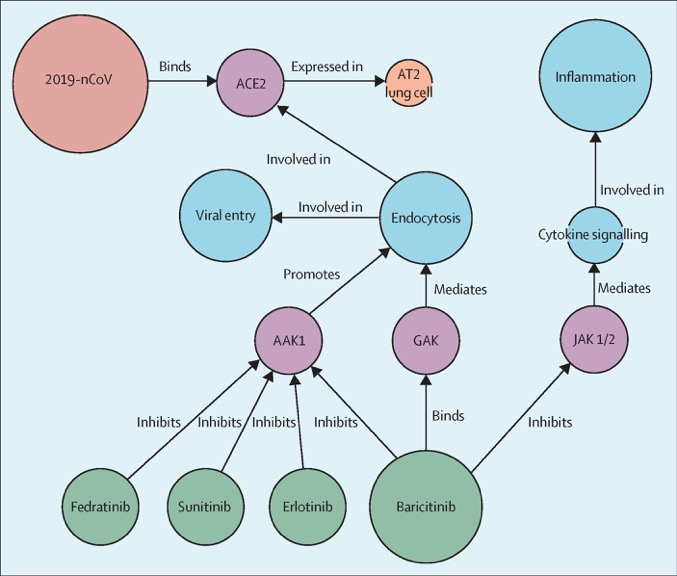 2019-nCoV
Binds
ACE2
Expressed in
AT2
lung cell
Inflammation
Involved in
Viral entry
Involved in
Endocytosis
Involved in
Cytokine signalling
Promotes
Mediates
Mediates
AAK1
GAK
JAK 1/2
Inhibits
Inhibits
Inhibits
Inhibits
Binds
Inhibits
Fedratinib
Sunitinib
Erlotinib
Baricitinib